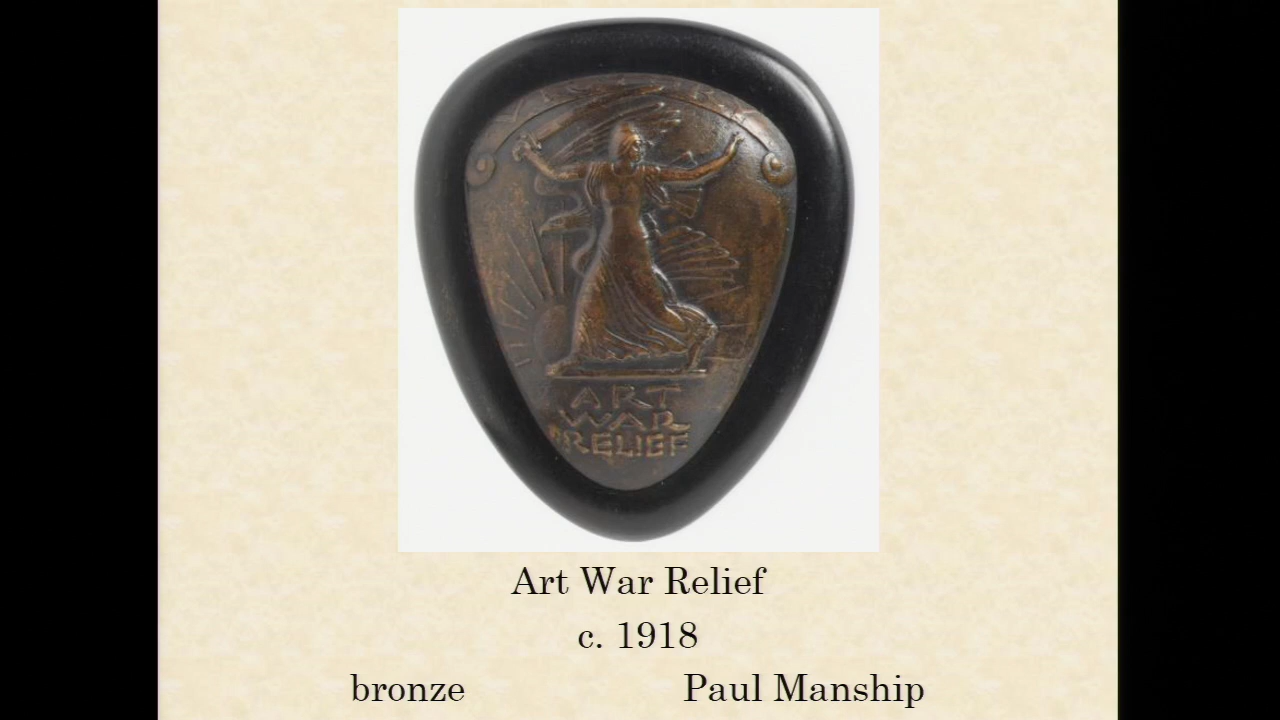 ART
WAR
RELIEF
Art War Relief
c. 1918
bronze Paul Manship